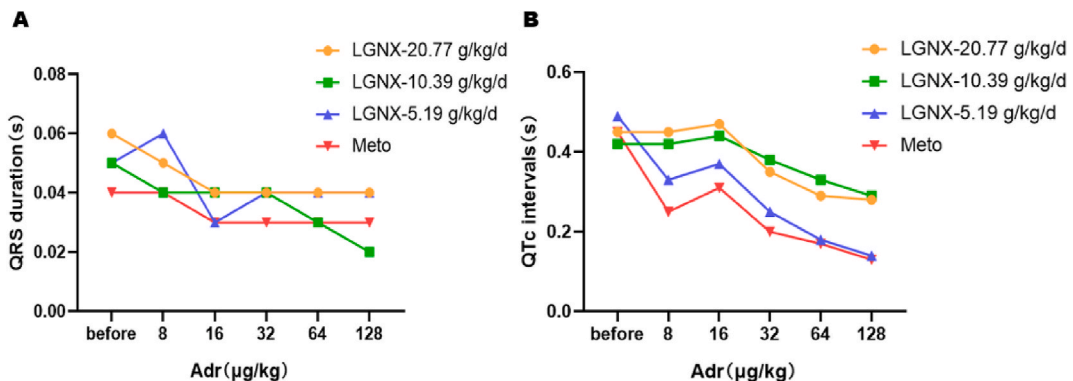 A
LGNX-20.77 g/kg/d
LGNX-10.39 g/kg/d
LGNX-5.19 g/kg/d
Meto
QRS duration(s)
0.08
0.06
0.04
0.02
0.00
before 8 16 32 64 128
Adr(μg/kg)
B
LGNX-20.77 g/kg/d
LGNX-10.39 g/kg/d
LGNX-5.19 g/kg/d
Meto
QTc intervals(s)
0.6
0.4
0.2
0.0
before 8 16 32 64 128
Adr(μg/kg)